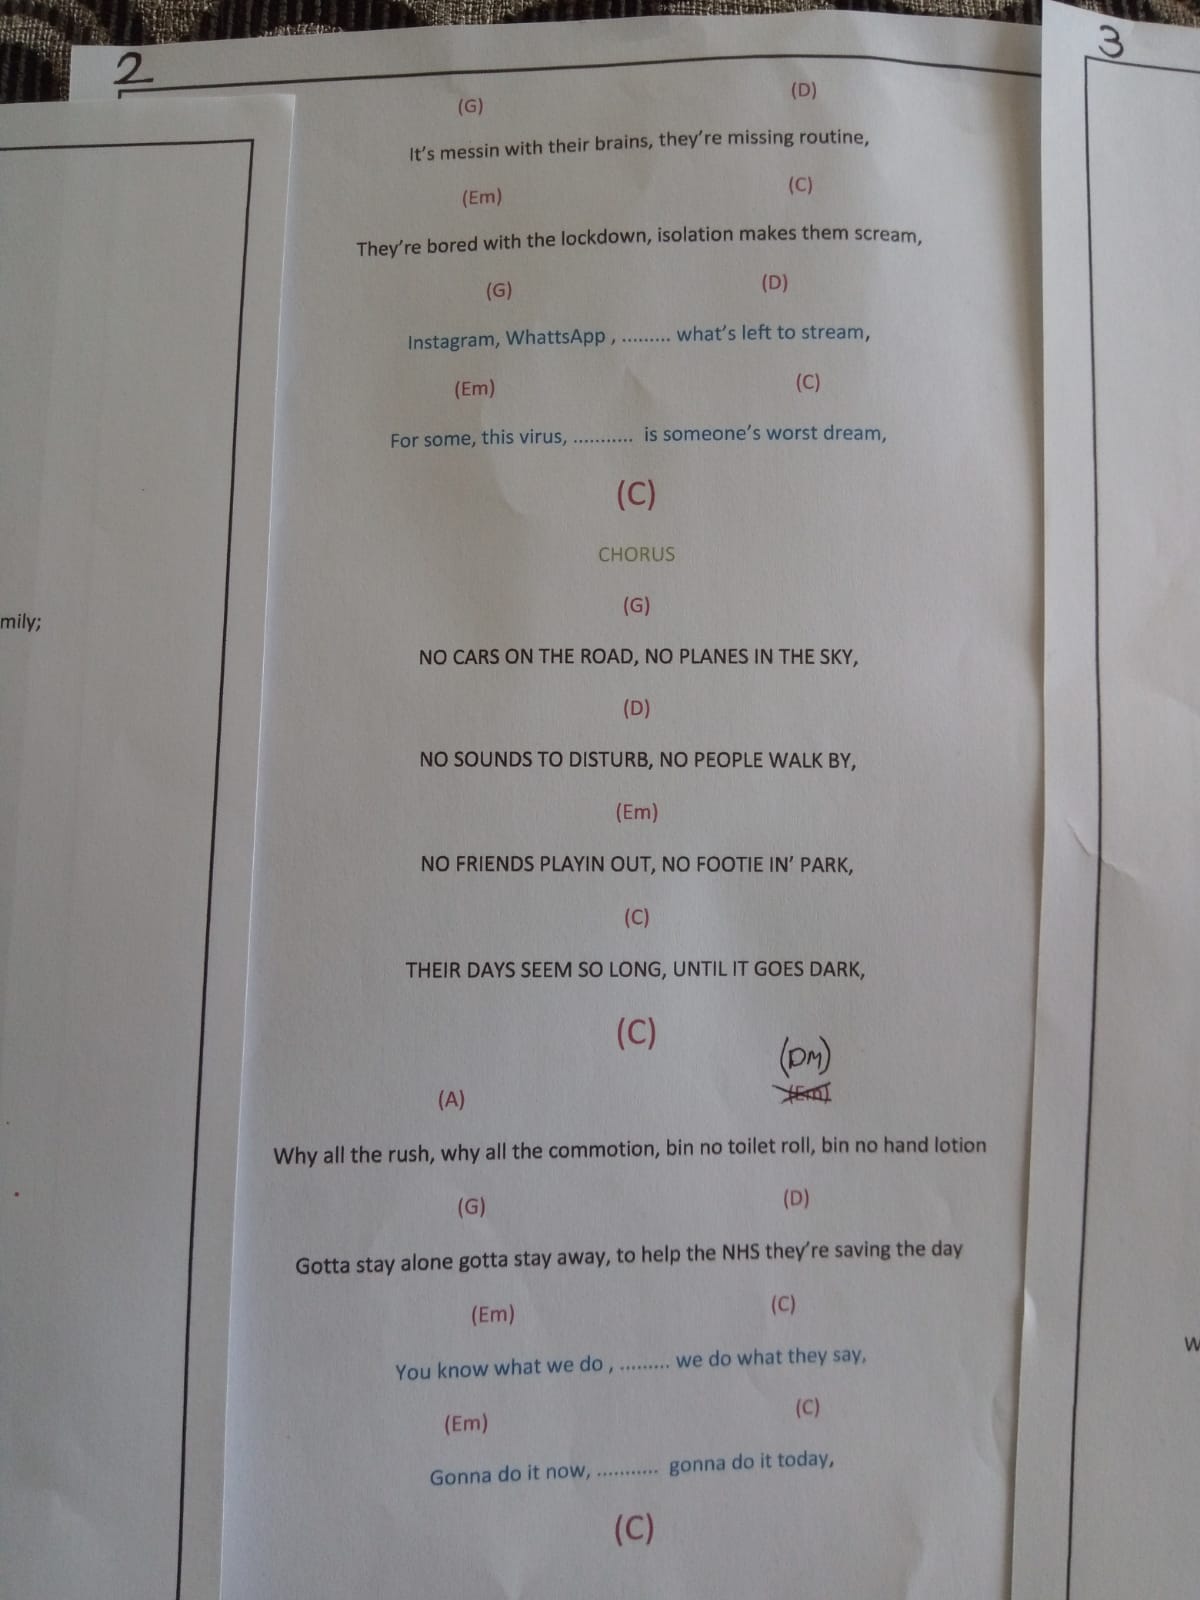 2
3
(G) (D)
It's messin with their brains, they're missing routine,
(Em) (C)
They're bored with the lockdown, isolation makes them scream,
(G) (D)
Instagram, WhattsApp , ......... what's left to stream,
(Em) (C)
For some, this virus, ........... is someone's worst dream,
(C)
CHORUS
(G)
mily;
NO CARS ON THE ROAD, NO PLANES IN THE SKY,
(D)
NO SOUNDS TO DISTURB, NO PEOPLE WALK BY,
(Em)
NO FRIENDS PLAYIN OUT, NO FOOTIE IN' PARK,
(C)
THEIR DAYS SEEM SO LONG, UNTIL IT GOES DARK,
(C)
(DM)
(A) (Em)
Why all the rush, why all the commotion, bin no toilet roll, bin no hand lotion
(G) (D)
Gotta stay alone gotta stay away, to help the NHS they're saving the day
(Em) (C)
You know what we do , ......... we do what they say,
W
(Em) (C)
Gonna do it now, ........... gonna do it today,
(C)